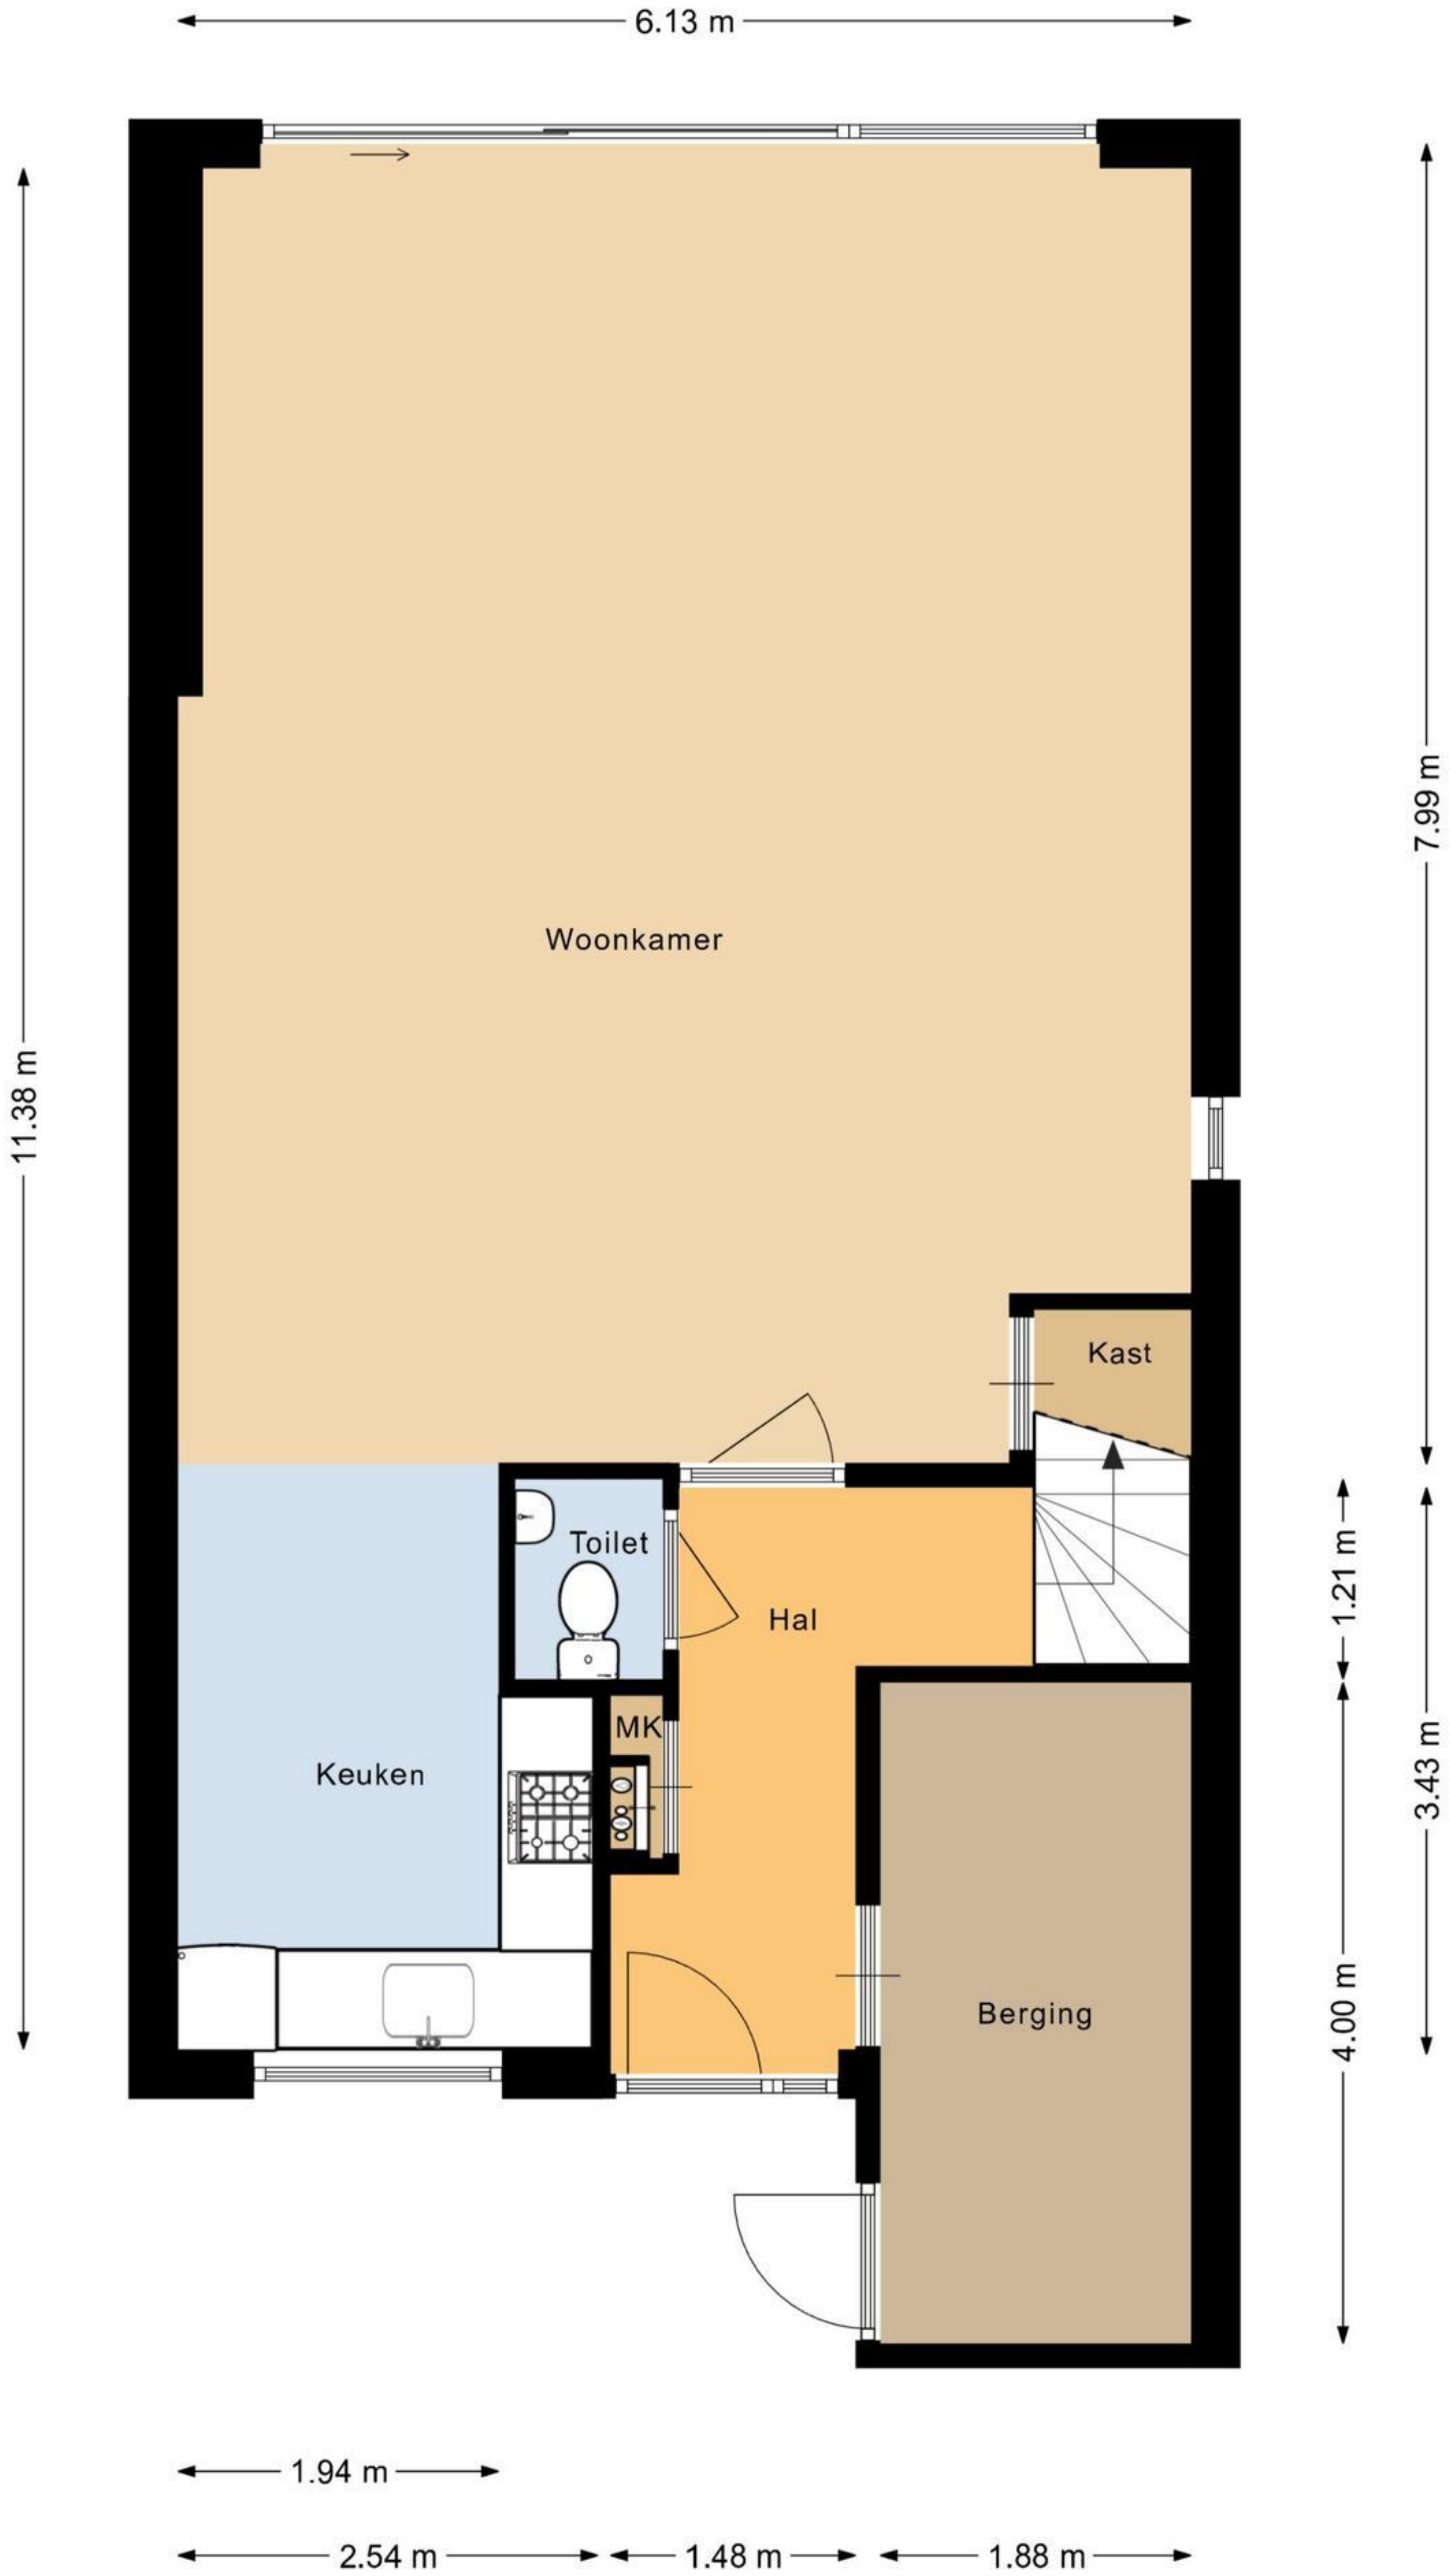 6.13 m
7.99 m
Woonkamer
11.38 m
Kast
Toilet
1.21 m
Hal
MK
Keuken
3.43 m
Berging
4.00 m
1.94 m
2.54 m
1.48 m
1.88 m